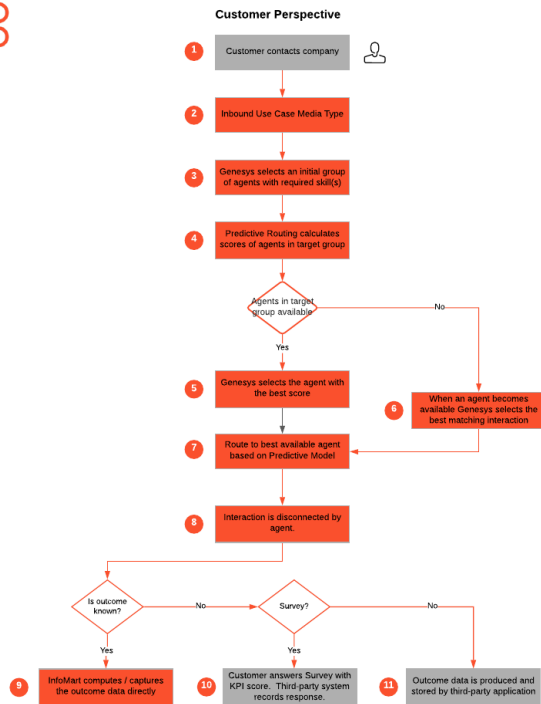 Customer Perspective
1
Customer contacts company
2
Inbound Use Case Media Type
3
Genesys selects an initial group
of agents with required skill(s)
4
Predictive Routing calculates
scores of agents in target group
Agents in target
group available
No
Yes
5
Genesys selects the agent with
the best score
6
When an agent becomes
available Genesys selects the
best matching interaction
7
Route to best available agent
based on Predictive Model
8
Interaction is disconnected by
agent.
Is outcome
known?
No
Survey?
No
Yes
Yes
9
InfoMart computes / captures
the outcome data directly
10
Customer answers Survey with
KPI score. Third-party system
records response.
11
Outcome data is produced and
stored by third-party application